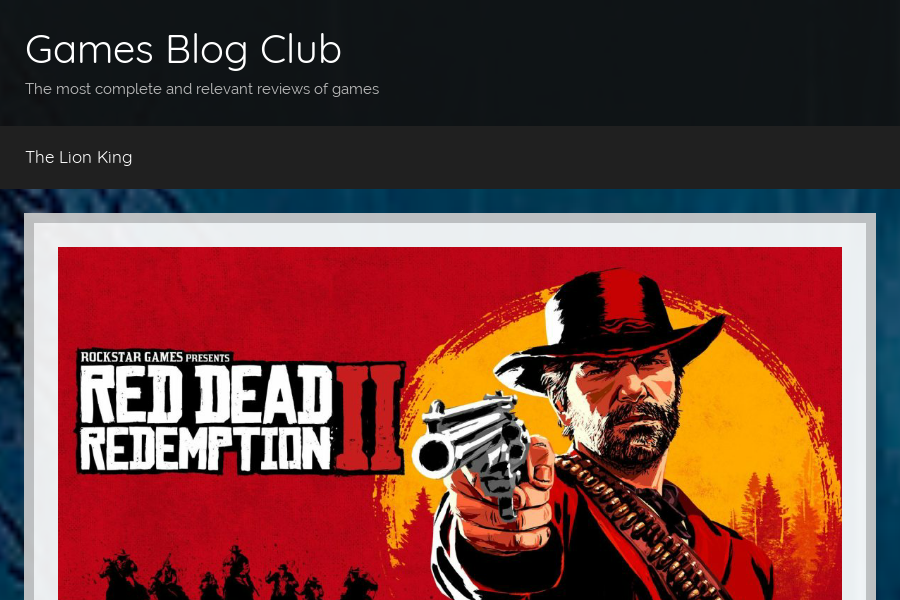 Games Blog Club
The most complete and relevant reviews of games
The Lion King
ROCKSTAR GAMES PRESENTS
RED DEAD
REDEMPTION II